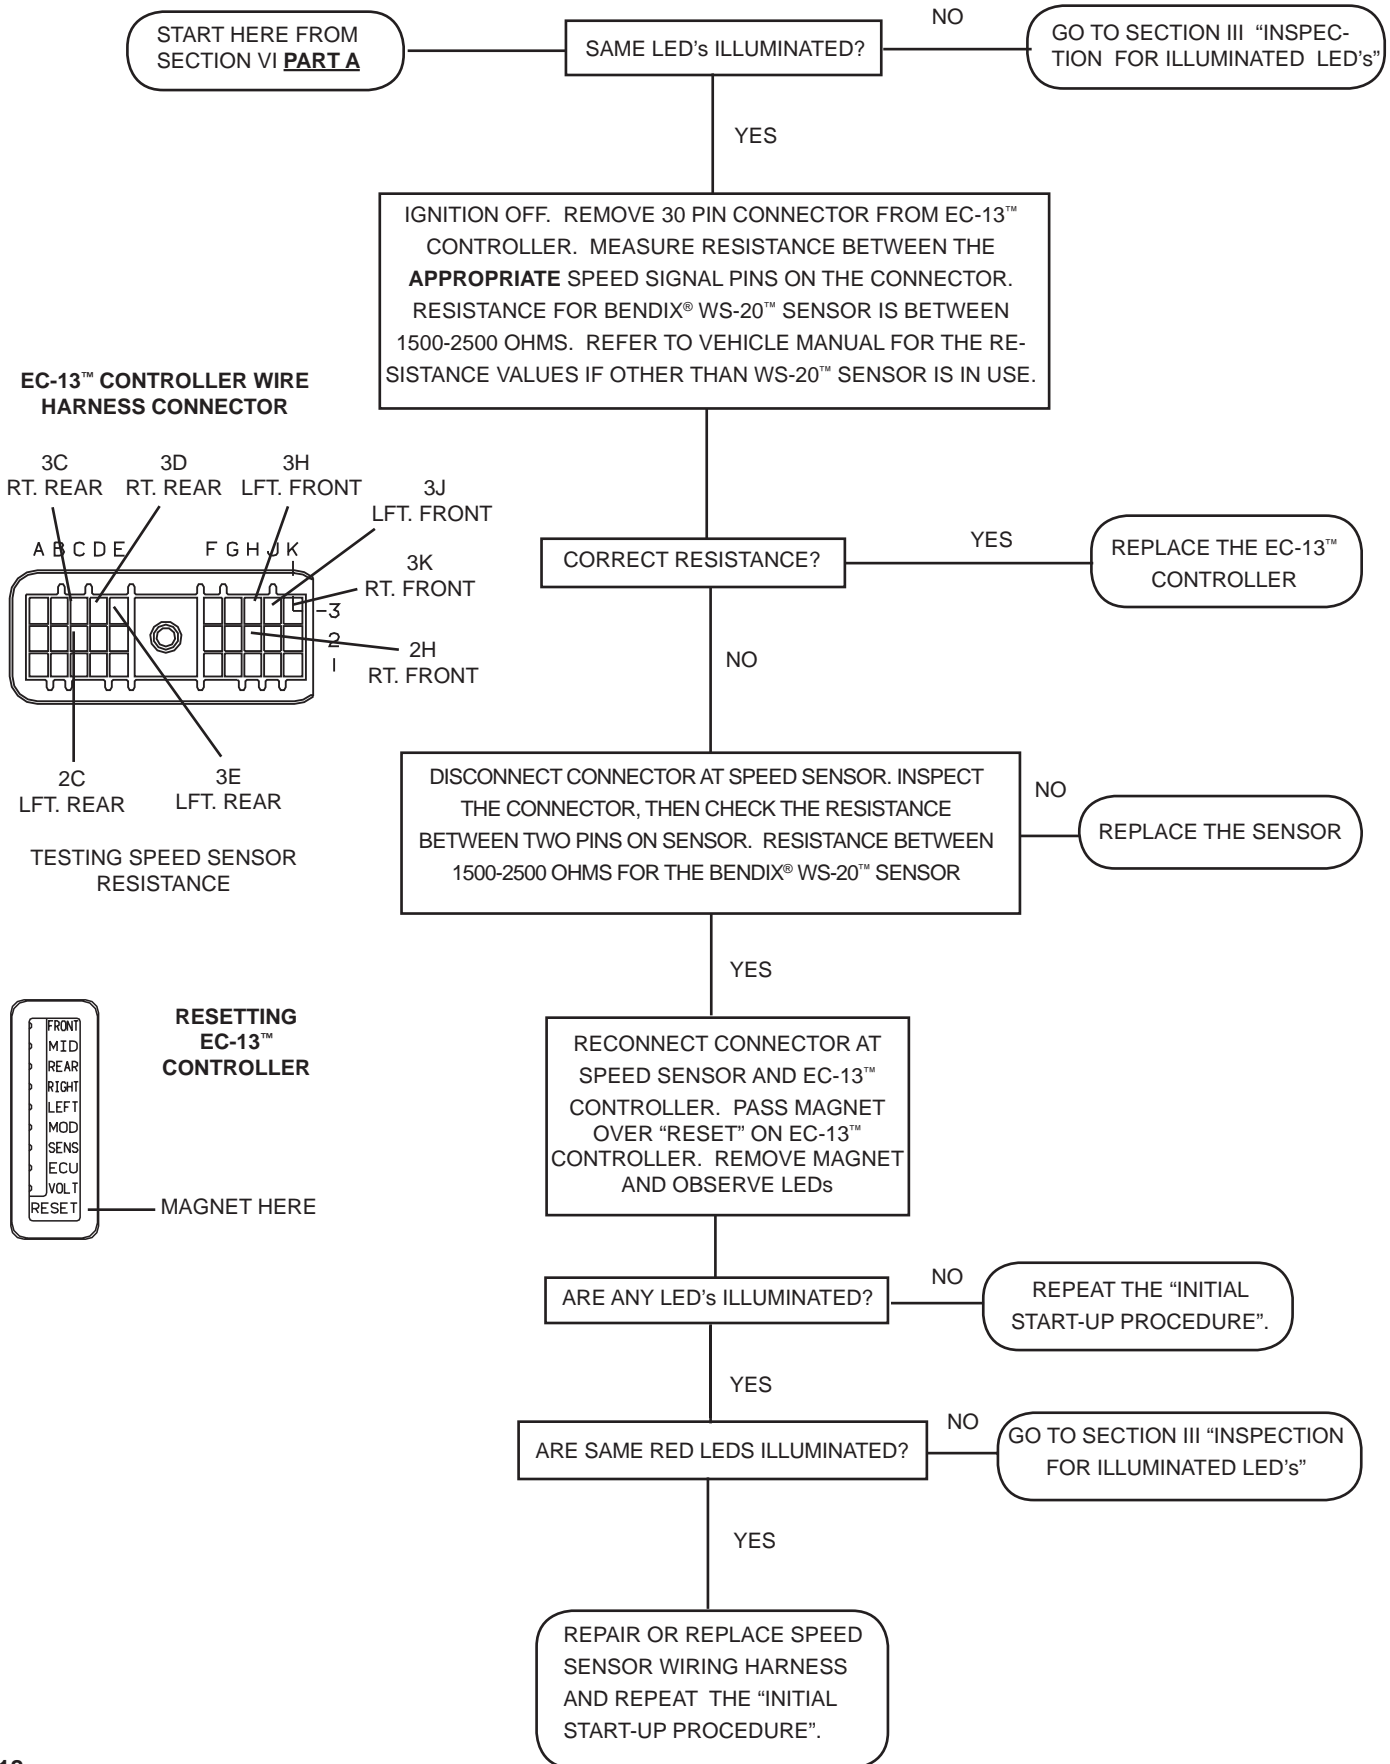 START HERE FROM
SECTION VI PART A
SAME LED's ILLUMINATED?
NO
GO TO SECTION III "INSPEC-
TION FOR ILLUMINATED LED's"
YES
IGNITION OFF. REMOVE 30 PIN CONNECTOR FROM EC-13™
CONTROLLER. MEASURE RESISTANCE BETWEEN THE
APPROPRIATE SPEED SIGNAL PINS ON THE CONNECTOR.
RESISTANCE FOR BENDIX® WS-20™ SENSOR IS BETWEEN
1500-2500 OHMS. REFER TO VEHICLE MANUAL FOR THE RE-
SISTANCE VALUES IF OTHER THAN WS-20™ SENSOR IS IN USE.
EC-13™ CONTROLLER WIRE
HARNESS CONNECTOR
3C
RT. REAR
3D
RT. REAR
3H
LFT. FRONT
3J
LFT. FRONT
3K
RT. FRONT
2H
RT. FRONT
A B C D E F G H J K
3
2
1
2C
LFT. REAR
3E
LFT. REAR
TESTING SPEED SENSOR
RESISTANCE
CORRECT RESISTANCE?
YES
REPLACE THE EC-13™
CONTROLLER
NO
DISCONNECT CONNECTOR AT SPEED SENSOR. INSPECT
THE CONNECTOR, THEN CHECK THE RESISTANCE
BETWEEN TWO PINS ON SENSOR. RESISTANCE BETWEEN
1500-2500 OHMS FOR THE BENDIX® WS-20™ SENSOR
NO
REPLACE THE SENSOR
YES
FRONT
MID
REAR
RIGHT
LEFT
MOD
SENS
ECU
VOLT
RESET
RESETTING
EC-13™
CONTROLLER
MAGNET HERE
RECONNECT CONNECTOR AT
SPEED SENSOR AND EC-13™
CONTROLLER. PASS MAGNET
OVER "RESET" ON EC-13™
CONTROLLER. REMOVE MAGNET
AND OBSERVE LEDs
ARE ANY LED's ILLUMINATED?
NO
REPEAT THE "INITIAL
START-UP PROCEDURE".
YES
ARE SAME RED LEDS ILLUMINATED?
NO
GO TO SECTION III "INSPECTION
FOR ILLUMINATED LED's"
YES
REPAIR OR REPLACE SPEED
SENSOR WIRING HARNESS
AND REPEAT THE "INITIAL
START-UP PROCEDURE".